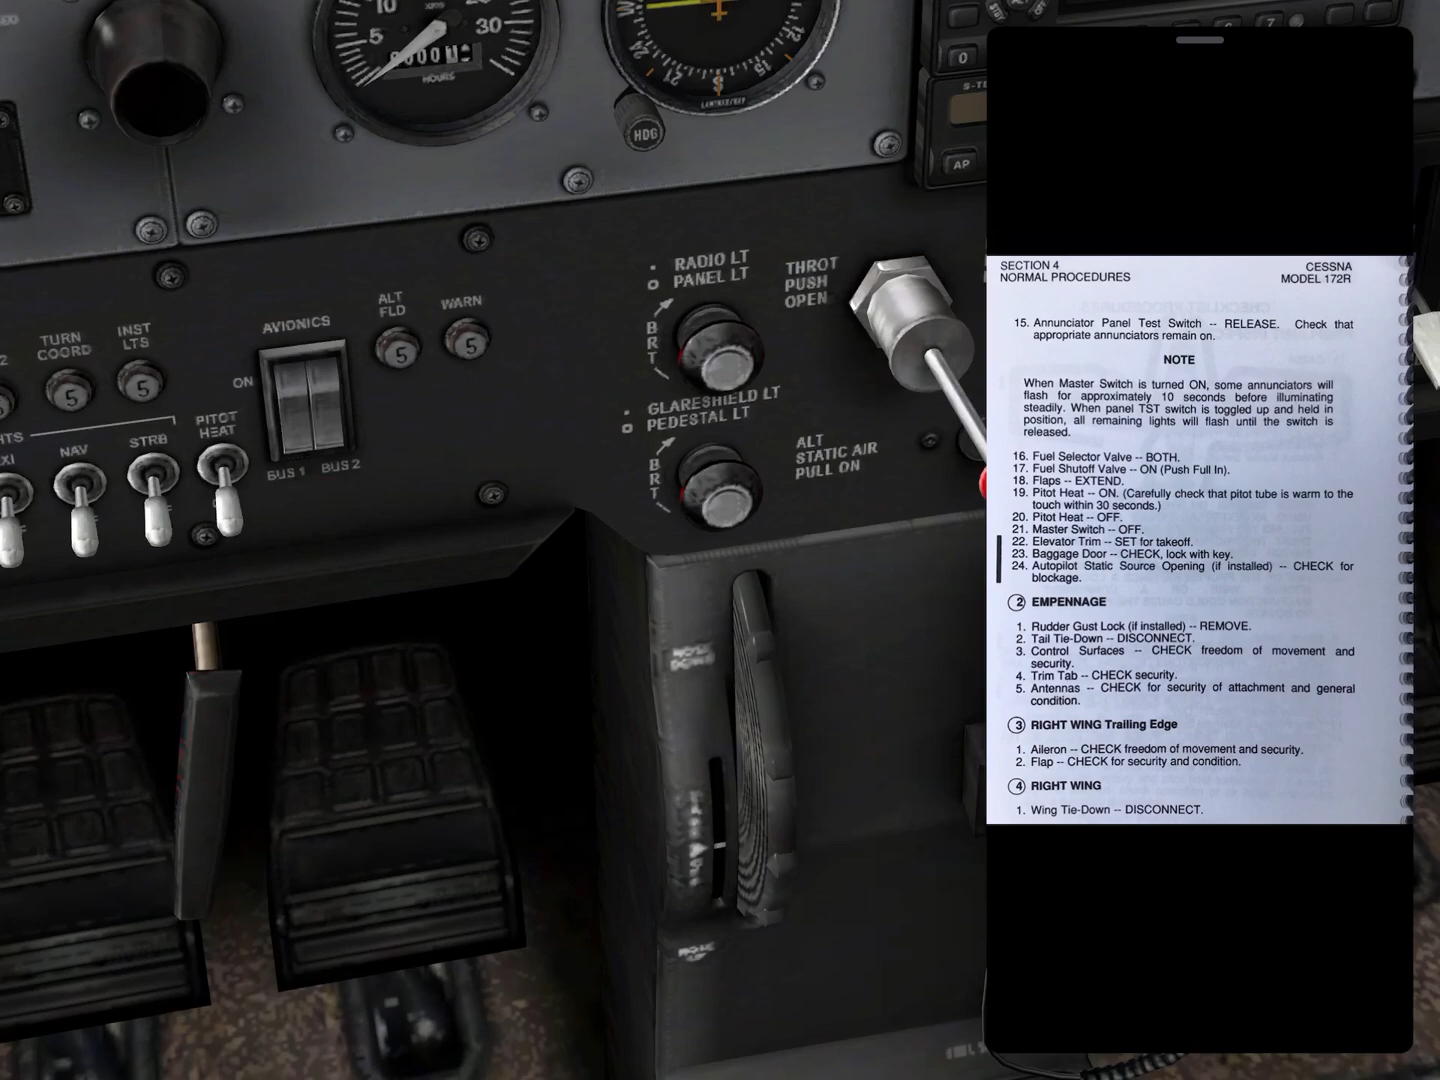 10
30
5
HOURS
24
21
S
15
12
HDG
0
AP
7
RADIO LT
PANEL LT
THROT
PUSH
OPEN
BRT
GLARESHIELD LT
PEDESTAL LT
BRT
ALT
STATIC AIR
PULL ON
2
TURN
COORD
5
INST
LTS
5
AVIONICS
ON
BUS 1 BUS 2
ALT
FLD
5
WARN
5
NAV
STRB
PITOT
HEAT
SECTION 4
NORMAL PROCEDURES
CESSNA
MODEL 172R
15. Annunciator Panel Test Switch -- RELEASE. Check that
appropriate annunciators remain on.
NOTE
When Master Switch is turned ON, some annunciators will
flash for approximately 10 seconds before illuminating
steadily. When panel TST switch is toggled up and held in
position, all remaining lights will flash until the switch is
released.
16. Fuel Selector Valve -- BOTH.
17. Fuel Shutoff Valve -- ON (Push Full In).
18. Flaps -- EXTEND.
19. Pitot Heat -- ON. (Carefully check that pitot tube is warm to the
touch within 30 seconds.)
20. Pitot Heat -- OFF.
21. Master Switch -- OFF.
22. Elevator Trim -- SET for takeoff.
23. Baggage Door -- CHECK, lock with key.
24. Autopilot Static Source Opening (if installed) -- CHECK for
blockage.
2 EMPENNAGE
1. Rudder Gust Lock (if installed) -- REMOVE.
2. Tail Tie-Down -- DISCONNECT.
3. Control Surfaces -- CHECK freedom of movement and
security.
4. Trim Tab -- CHECK security.
5. Antennas -- CHECK for security of attachment and general
condition.
3 RIGHT WING Trailing Edge
1. Aileron -- CHECK freedom of movement and security.
2. Flap -- CHECK for security and condition.
4 RIGHT WING
1. Wing Tie-Down -- DISCONNECT.